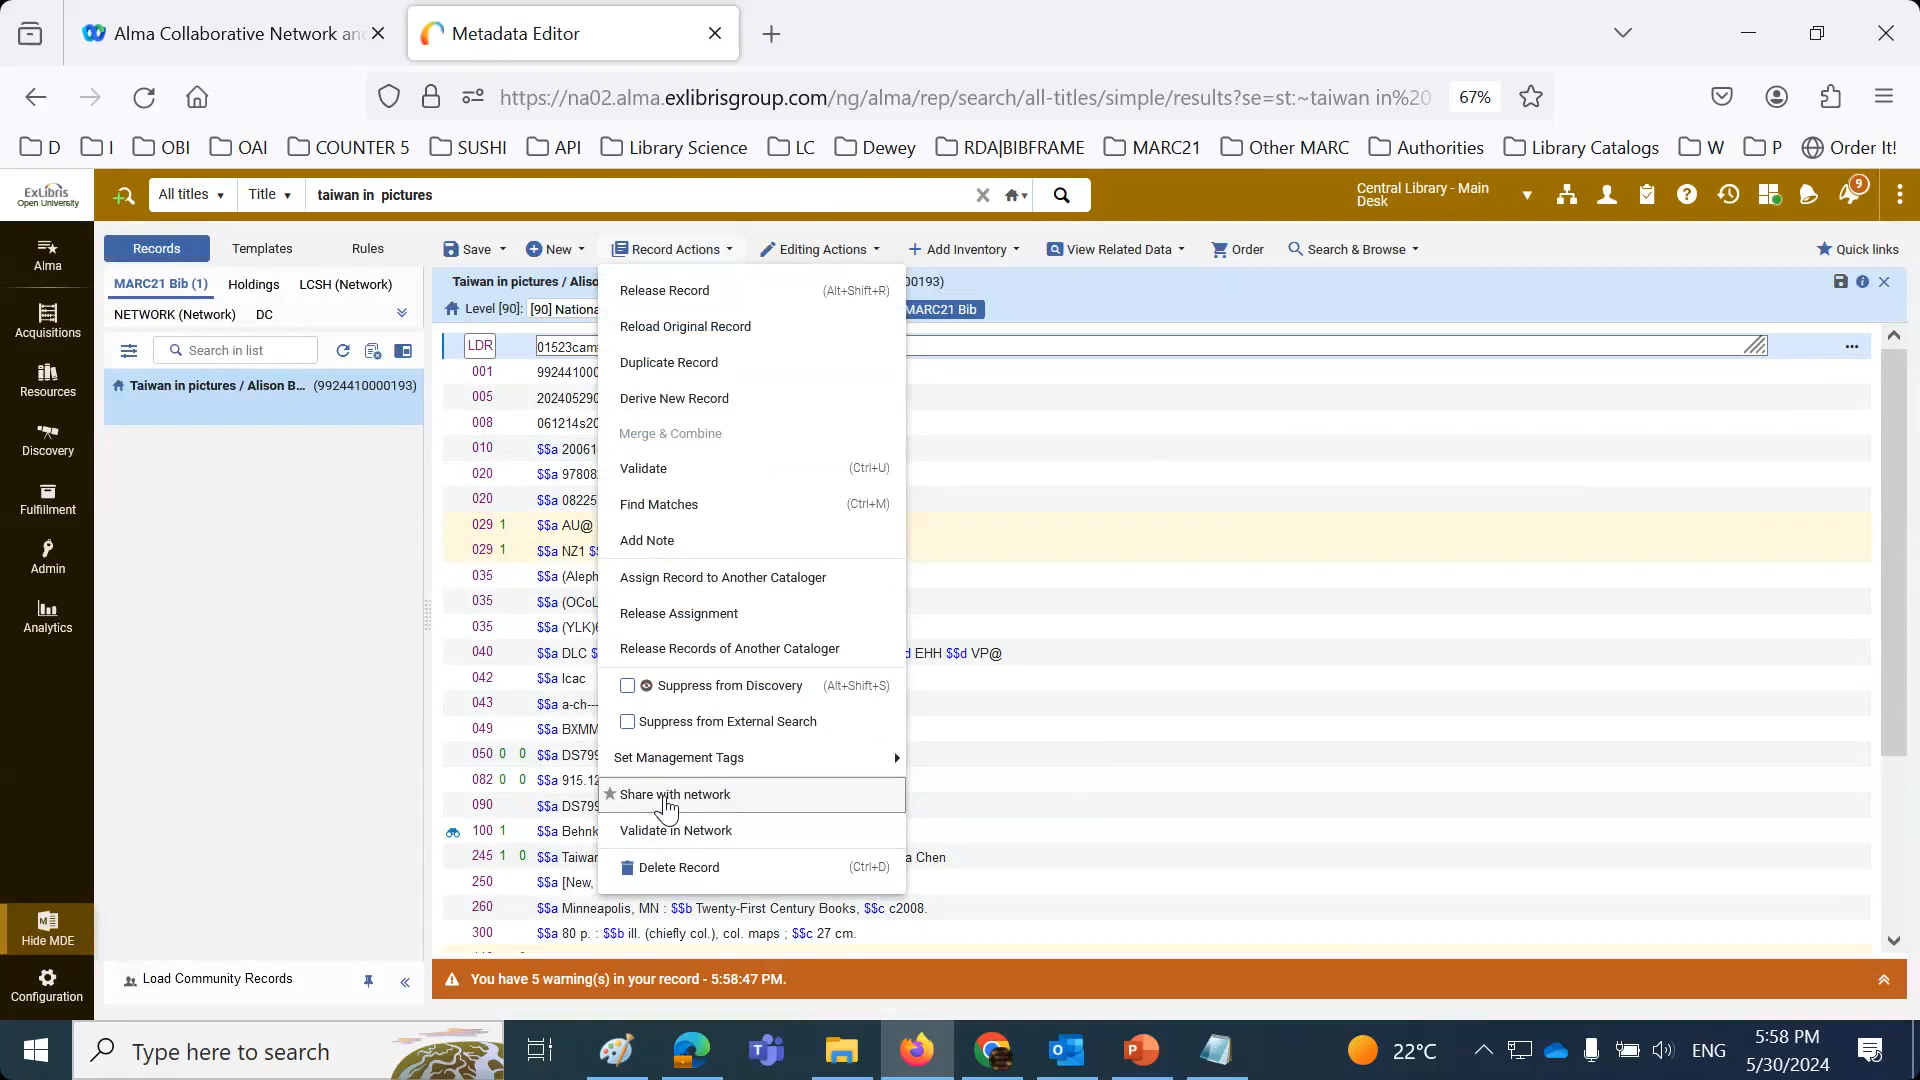 Alma Collaborative Network an
Metadata Editor
https://na02.alma.exlibrisgroup.com/ng/alma/rep/search/all-titles/simple/results?se=st:~taiwan in%20
67%
D I OBI OAI COUNTER 5 SUSHI API Library Science LC Dewey RDA|BIBFRAME MARC21 Other MARC Authorities Library Catalogs W P Order It!
ExLibris
Open University
All titles Title taiwan in pictures
Central Library - Main
Desk
9
Alma
Acquisitions
Resources
Discovery
Fulfillment
Admin
Analytics
Hide MDE
Configuration
Records Templates Rules
MARC21 Bib (1) Holdings LCSH (Network)
NETWORK (Network) DC
Search in list
Taiwan in pictures / Alison B... (9924410000193)
Load Community Records
Save New Record Actions Editing Actions Add Inventory View Related Data Order Search & Browse Quick links
Taiwan in pictures / Aliso 00193)
Level [90]: [90] Nationa MARC21 Bib
LDR 01523cam
001 992441000
005 202405290
008 061214s20
010 $$a 20061
020 $$a 97808
020 $$a 08225
029 1 $$a AU@
029 1 $$a NZ1 $
035 $$a (Aleph
035 $$a (OCoL
035 $$a (YLK)6
040 $$a DLC $ d EHH $$d VP@
042 $$a lcac
043 $$a a-ch---
049 $$a BXMM
050 0 0 $$a DS799
082 0 0 $$a 915.12
090 $$a DS799
100 1 $$a Behnk
245 1 0 $$a Taiwan a Chen
250 $$a [New,
260 $$a Minneapolis, MN : $$b Twenty-First Century Books, $$c c2008.
300 $$a 80 p. : $$b ill. (chiefly col.), col. maps ; $$c 27 cm.
Release Record (Alt+Shift+R)
Reload Original Record
Duplicate Record
Derive New Record
Merge & Combine
Validate (Ctrl+U)
Find Matches (Ctrl+M)
Add Note
Assign Record to Another Cataloger
Release Assignment
Release Records of Another Cataloger
Suppress from Discovery (Alt+Shift+S)
Suppress from External Search
Set Management Tags
Share with network
Validate in Network
Delete Record (Ctrl+D)
You have 5 warning(s) in your record - 5:58:47 PM.
Type here to search
22°C
ENG
5:58 PM
5/30/2024